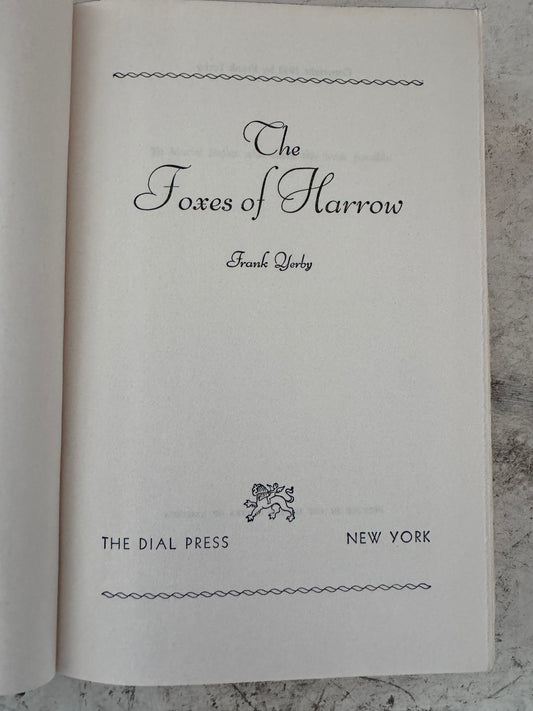 The
Foxes of Harrow
Frank Yerby
THE DIAL PRESS NEW YORK